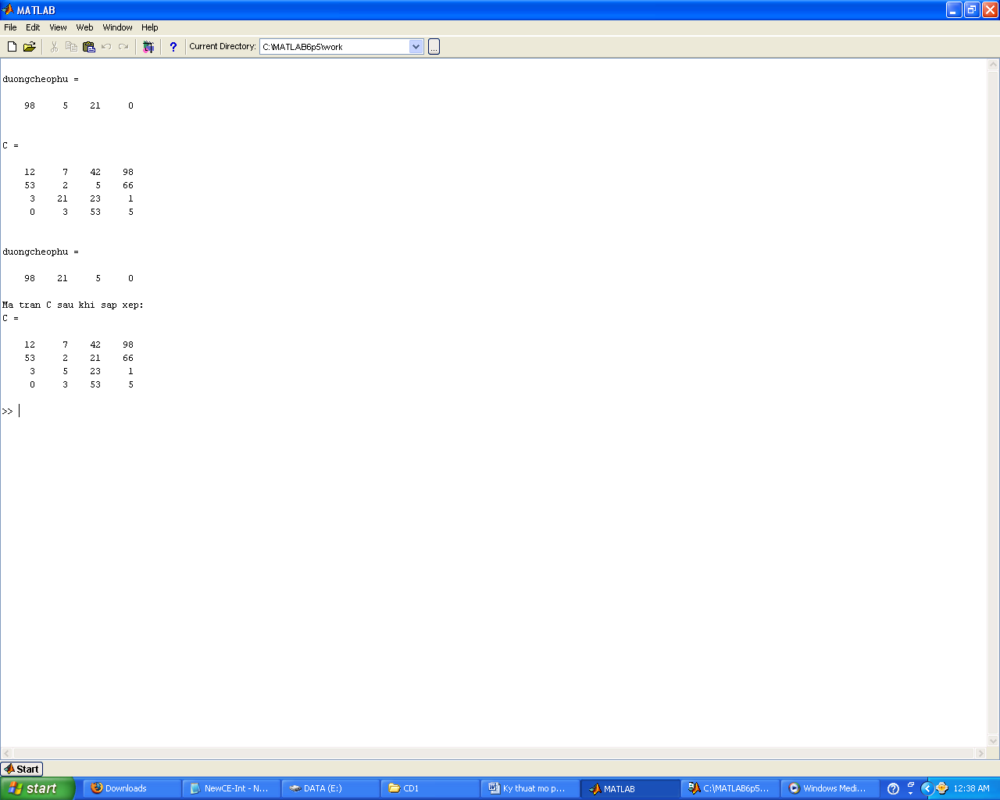 MATLAB
File Edit View Web Window Help
Current Directory: C:\MATLAB6p5\work ...
duongcheophu =
98 5 21 0
C =
12 7 42 98
53 2 5 66
3 21 23 1
0 3 53 5
duongcheophu =
98 21 5 0
Ma tran C sau khi sap xep:
C =
12 7 42 98
53 2 21 66
3 5 23 1
0 3 53 5
>>
Start
start Downloads NewCE-Int - N... DATA (E:) CD1 Ky thuat mo p... MATLAB C:\MATLAB6p5... Windows Medi... 12:38 AM